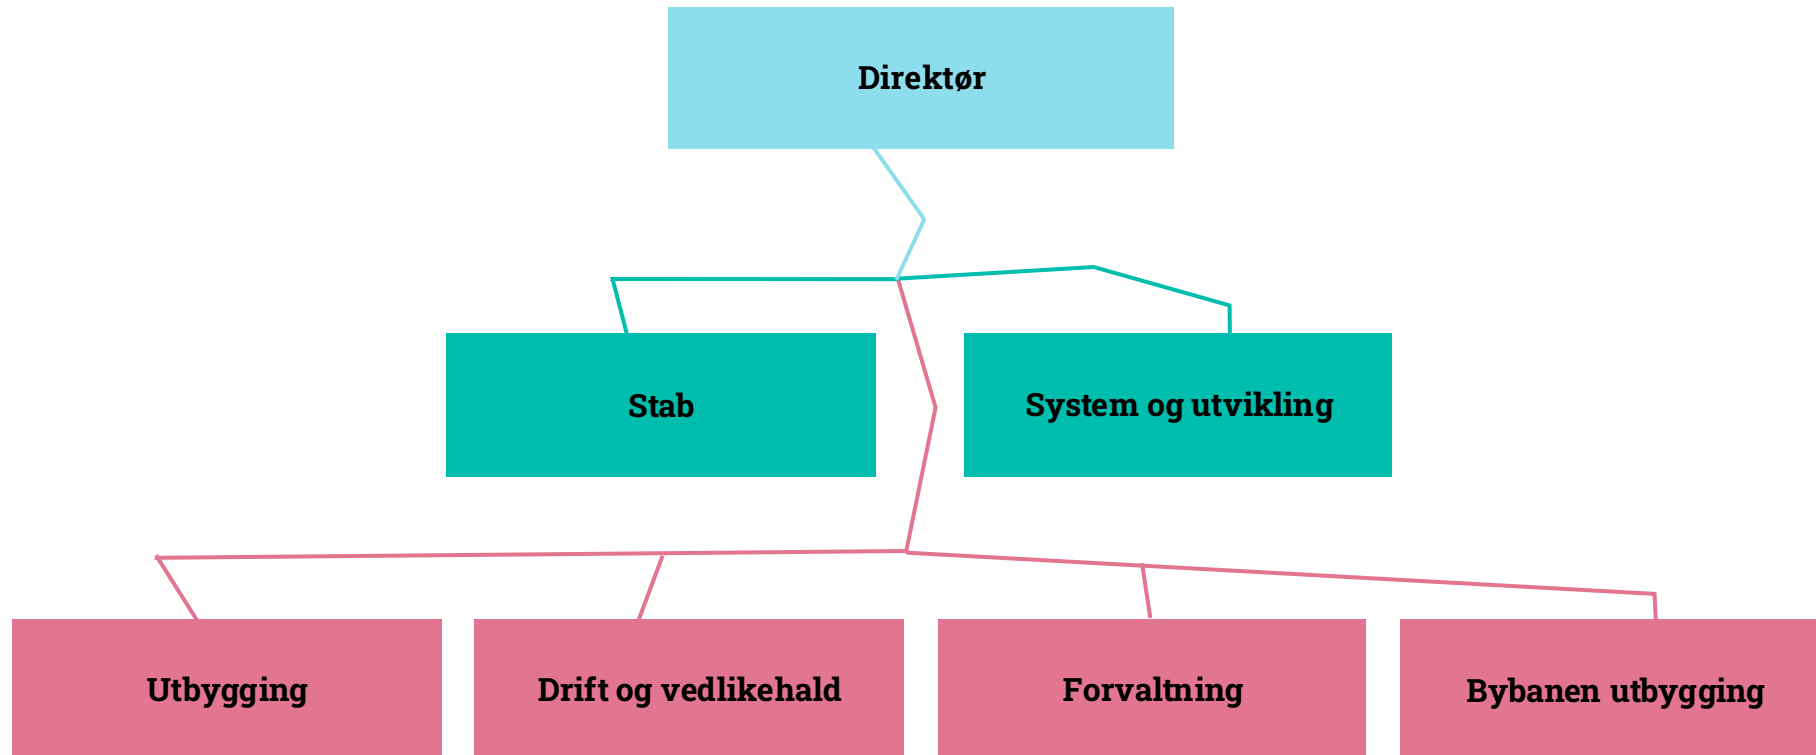 Direktør
Stab
System og utvikling
Utbygging
Drift og vedlikehald
Forvaltning
Bybanen utbygging